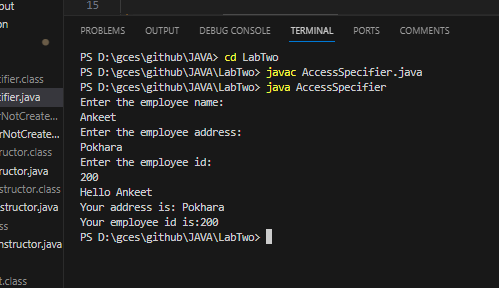 out
on
tifier.class
ifier.java
rNotCreate...
erNotCreate...
ructor.class
tructor.java
structor.class
structor.java
ss
nstructor.java
t.class
15
PROBLEMS OUTPUT DEBUG CONSOLE TERMINAL PORTS COMMENTS
PS D:\gces\github\JAVA> cd LabTwo
PS D:\gces\github\JAVA\LabTwo> javac AccessSpecifier.java
PS D:\gces\github\JAVA\LabTwo> java AccessSpecifier
Enter the employee name:
Ankeet
Enter the employee address:
Pokhara
Enter the employee id:
200
Hello Ankeet
Your address is: Pokhara
Your employee id is:200
PS D:\gces\github\JAVA\LabTwo>